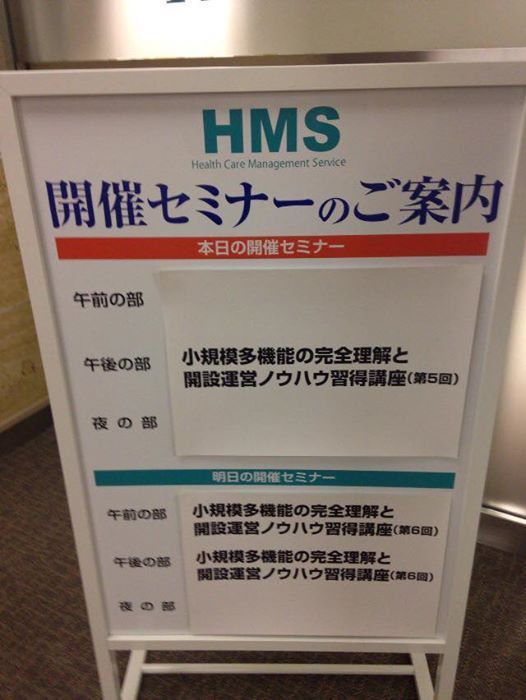 HMS
Health Care Management Service
開催セミナーのご案内
本日の開催セミナー
午前の部
午後の部
小規模多機能の完全理解と
開設運営ノウハウ習得講座(第5回)
夜の部
明日の開催セミナー
午前の部
小規模多機能の完全理解と
開設運営ノウハウ習得講座(第6回)
午後の部
小規模多機能の完全理解と
開設運営ノウハウ習得講座(第6回)
夜の部